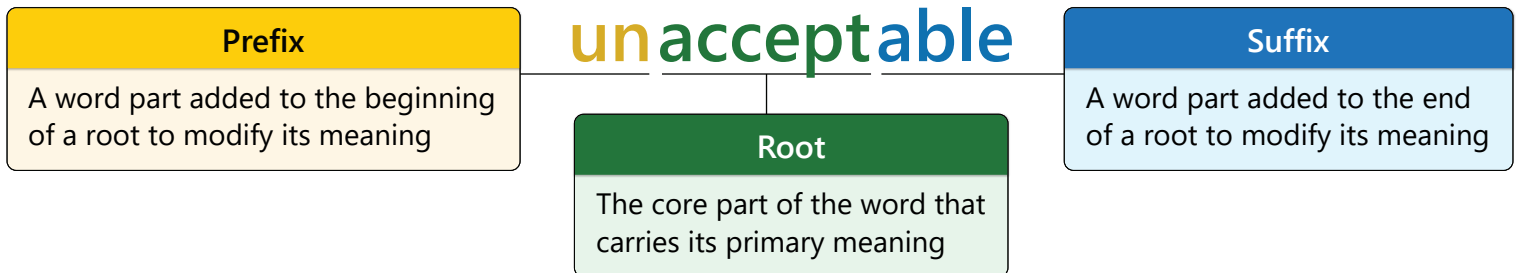 Prefix
A word part added to the beginning
of a root to modify its meaning
unacceptable
Root
The core part of the word that
carries its primary meaning
Suffix
A word part added to the end
of a root to modify its meaning